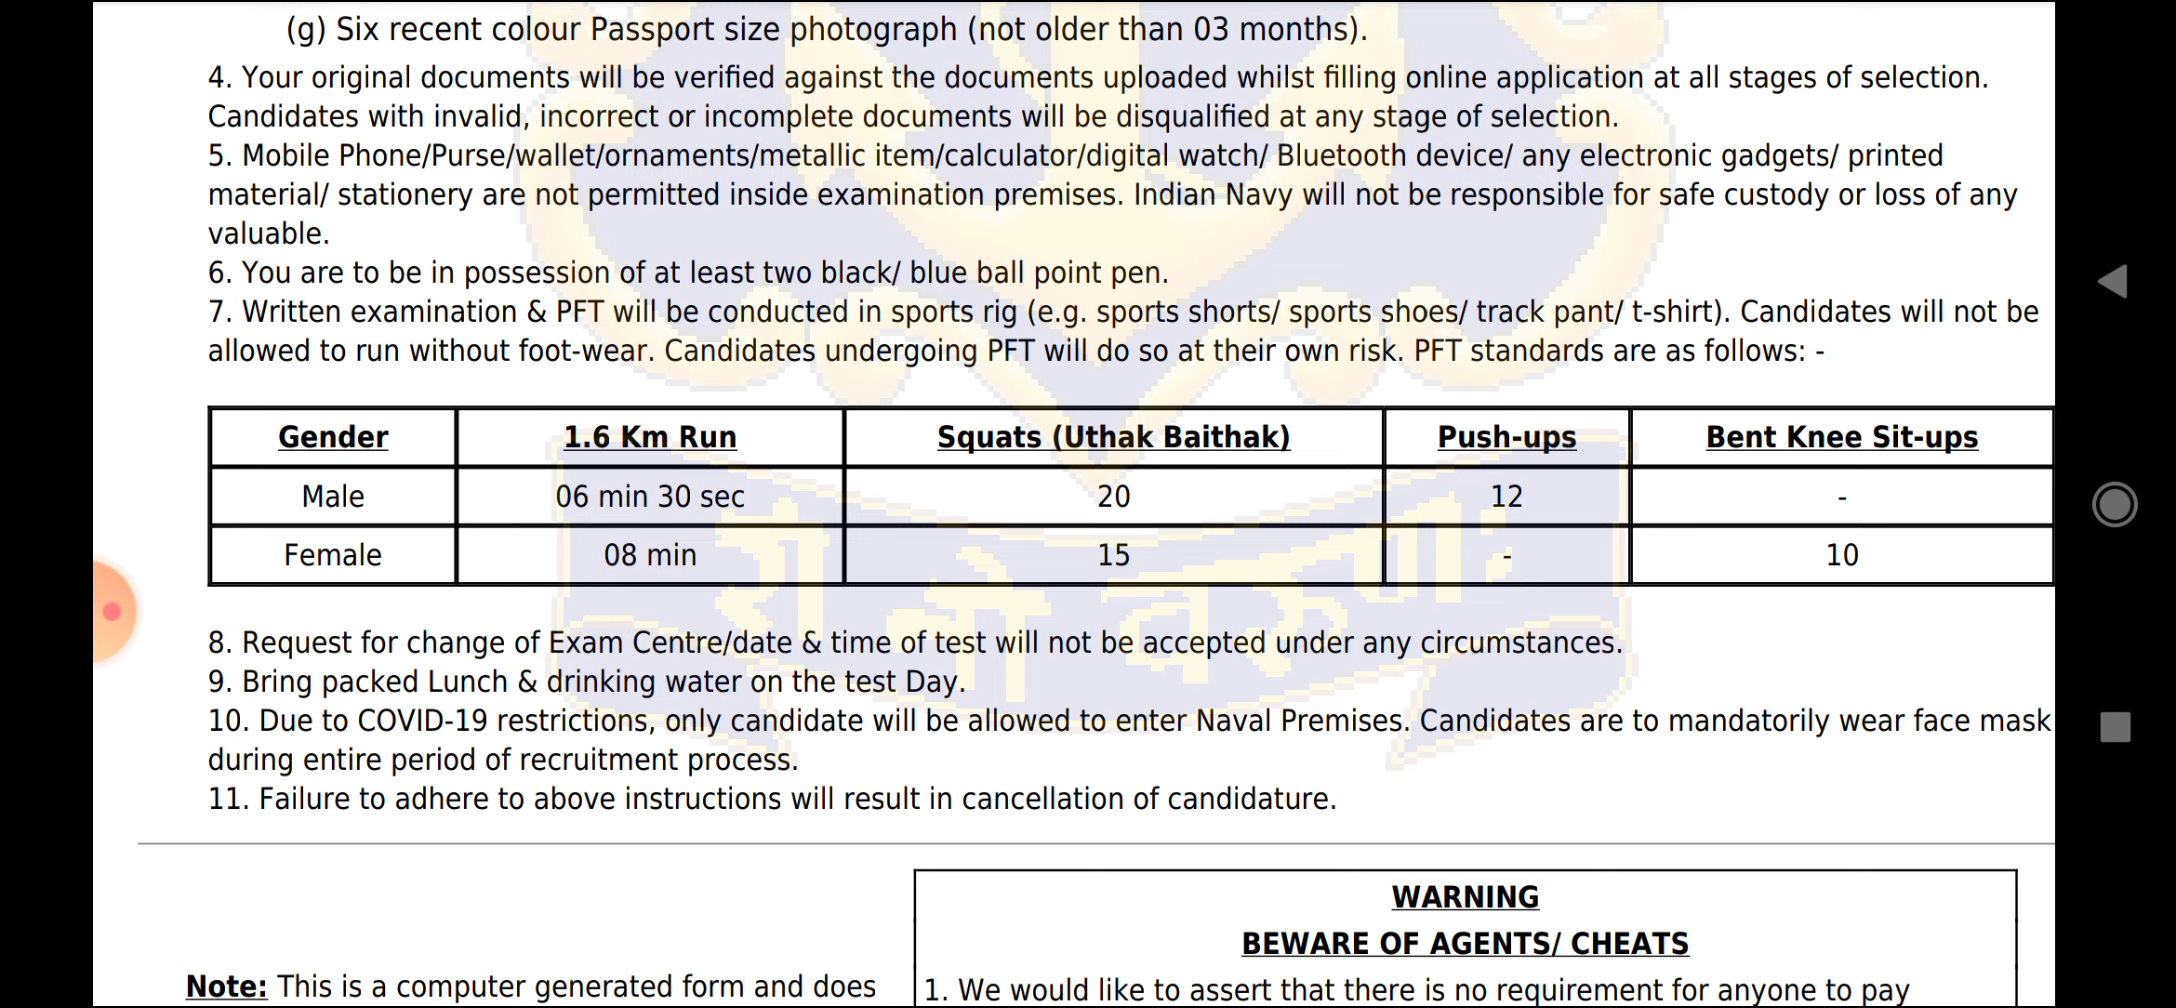 (g) Six recent colour Passport size photograph (not older than 03 months).
4. Your original documents will be verified against the documents uploaded whilst filling online application at all stages of selection.
Candidates with invalid, incorrect or incomplete documents will be disqualified at any stage of selection.
5. Mobile Phone/Purse/wallet/ornaments/metallic item/calculator/digital watch/ Bluetooth device/ any electronic gadgets/ printed
material/ stationery are not permitted inside examination premises. Indian Navy will not be responsible for safe custody or loss of any
valuable.
6. You are to be in possession of at least two black/ blue ball point pen.
7. Written examination & PFT will be conducted in sports rig (e.g. sports shorts/ sports shoes/ track pant/ t-shirt). Candidates will not be
allowed to run without foot-wear. Candidates undergoing PFT will do so at their own risk. PFT standards are as follows: -
Gender 1.6 Km Run Squats (Uthak Baithak) Push-ups Bent Knee Sit-ups
Male 06 min 30 sec 20 12 -
Female 08 min 15 - 10
शं नो वरुणः
8. Request for change of Exam Centre/date & time of test will not be accepted under any circumstances.
9. Bring packed Lunch & drinking water on the test Day.
10. Due to COVID-19 restrictions, only candidate will be allowed to enter Naval Premises. Candidates are to mandatorily wear face mask
during entire period of recruitment process.
11. Failure to adhere to above instructions will result in cancellation of candidature.
WARNING
BEWARE OF AGENTS/ CHEATS
Note: This is a computer generated form and does
1. We would like to assert that there is no requirement for anyone to pay